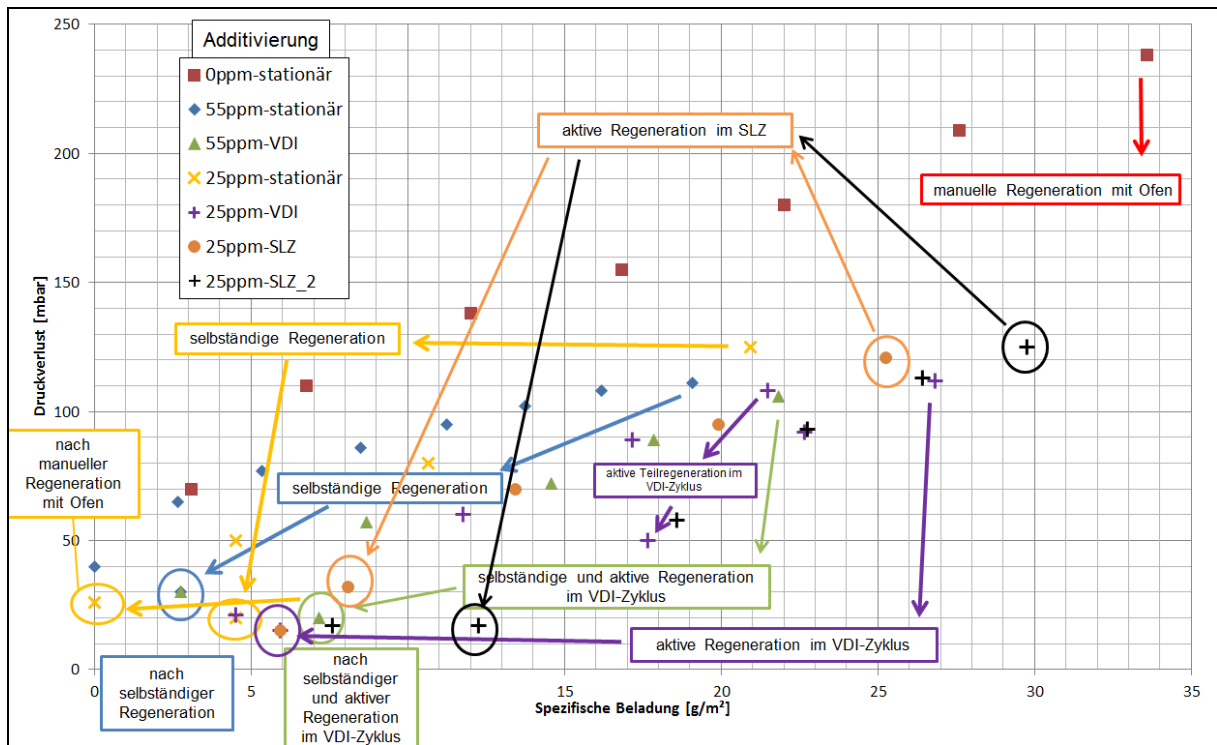 250
200
150
100
50
0
Druckverlust [mbar]
Additivierung
0ppm-stationär
55ppm-stationär
55ppm-VDI
25ppm-stationär
25ppm-VDI
25ppm-SLZ
25ppm-SLZ_2
aktive Regeneration im SLZ
manuelle Regeneration mit Ofen
selbständige Regeneration
nach
manueller
Regeneration
mit Ofen
selbständige Regeneration
aktive Teilregeneration im
VDI-Zyklus
selbständige und aktive Regeneration
im VDI-Zyklus
aktive Regeneration im VDI-Zyklus
nach
selbständiger
Regeneration
nach
selbständiger
und aktiver
Regeneration
im VDI-Zyklus
0
5
15
20
25
30
35
Spezifische Beladung [g/m²]